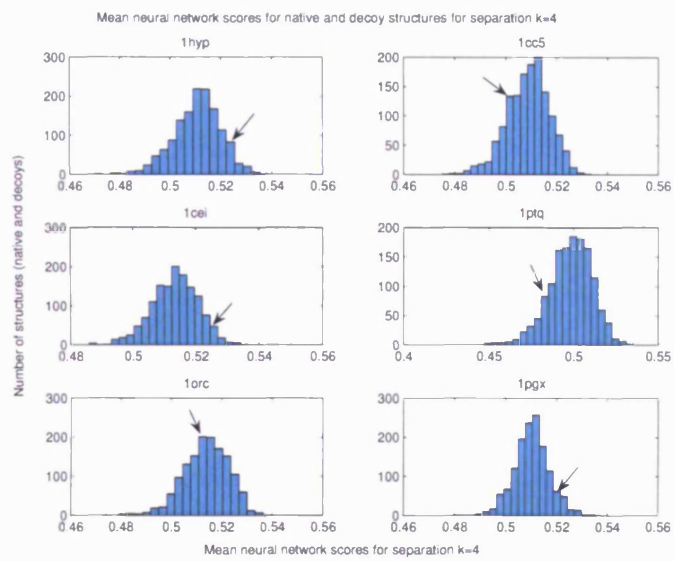 Mean neural network scores for native and decoy structures for separation k=4
1hyp
1cc5
300
200
100
0
0.46 0.48 0.5 0.52 0.54 0.56
200
150
100
50
0
0.46 0.48 0.5 0.52 0.54 0.56
Number of structures (native and decoys)
1cei
1ptq
300
200
100
0
0.48 0.5 0.52 0.54 0.56
200
150
100
50
0
0.4 0.45 0.5 0.55
1orc
1pgx
300
200
100
0
0.46 0.48 0.5 0.52 0.54 0.56
300
200
100
0
0.46 0.48 0.5 0.52 0.54 0.56
Mean neural network scores for separation k=4